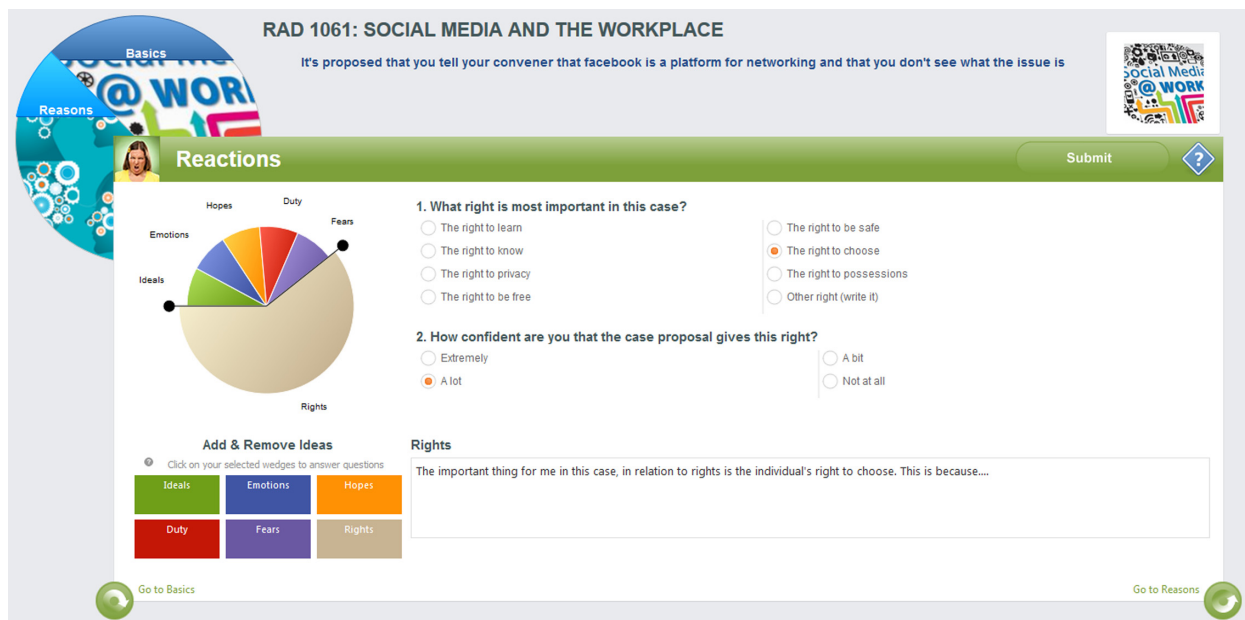 RAD 1061: SOCIAL MEDIA AND THE WORKPLACE
It's proposed that you tell your convener that facebook is a platform for networking and that you don't see what the issue is
Basics
Reasons
@ WORK
Social Media
@ WORK
Reactions
Submit
?
Hopes
Duty
Fears
Emotions
Ideals
Rights
1. What right is most important in this case?
The right to learn
The right to be safe
The right to know
The right to choose
The right to privacy
The right to possessions
The right to be free
Other right (write it)
2. How confident are you that the case proposal gives this right?
Extremely
A bit
A lot
Not at all
Add & Remove Ideas
? Click on your selected wedges to answer questions
Ideals
Emotions
Hopes
Duty
Fears
Rights
Rights
The important thing for me in this case, in relation to rights is the individual's right to choose. This is because....
Go to Basics
Go to Reasons